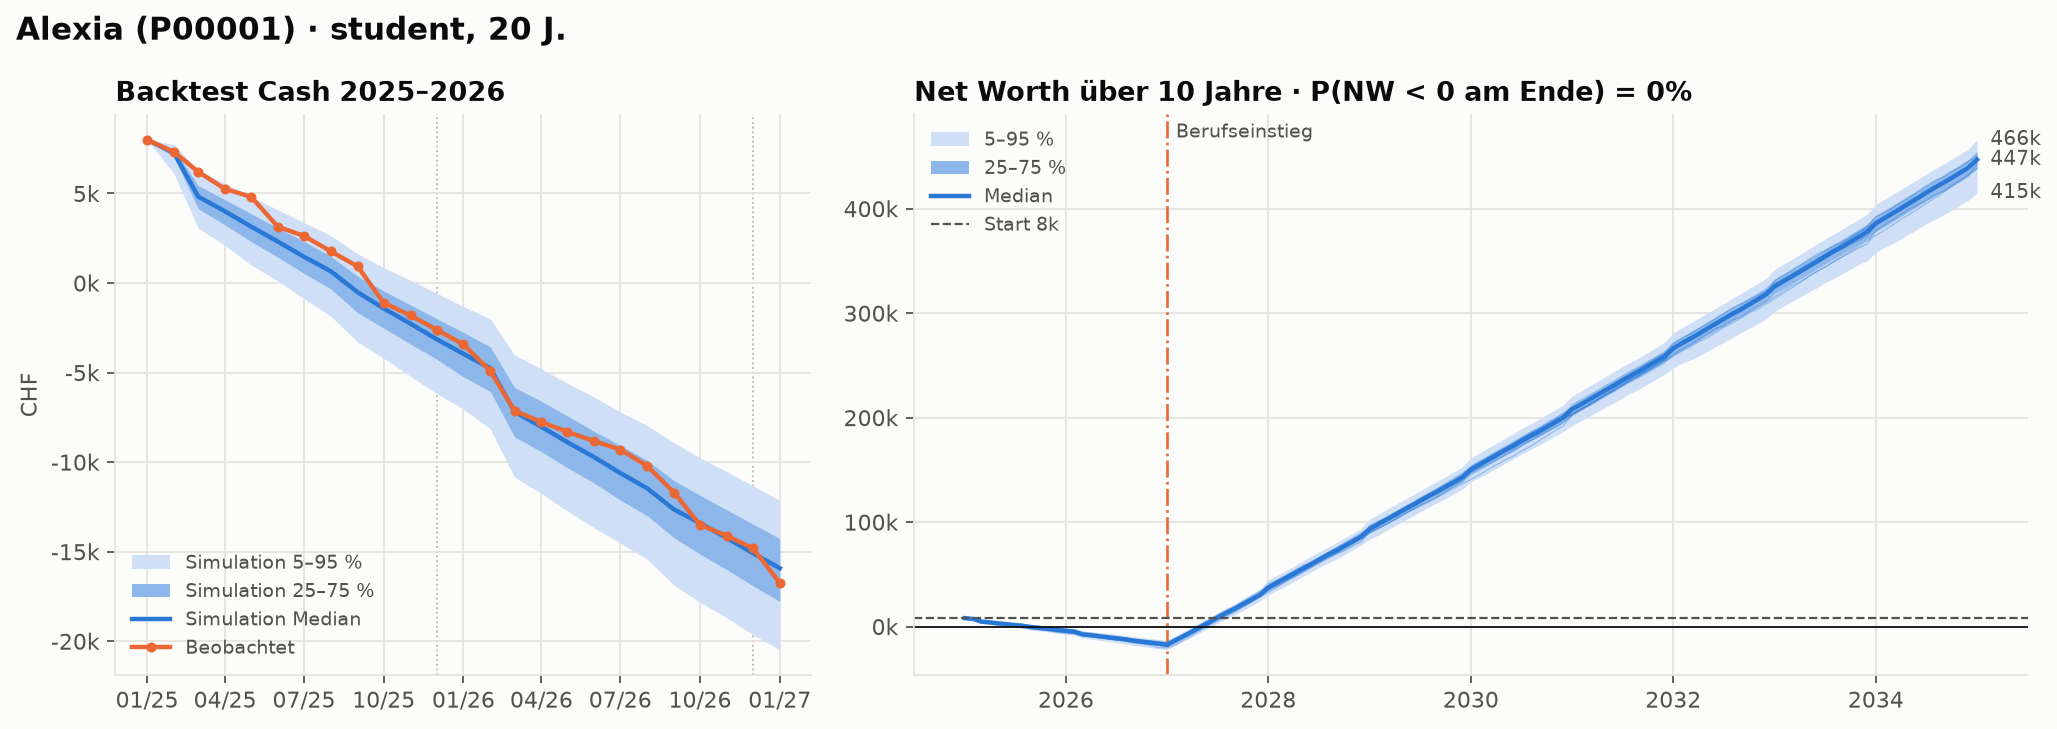 Alexia (P00001) · student, 20 J.
Backtest Cash 2025–2026
CHF
5k
0k
-5k
-10k
-15k
-20k
Simulation 5–95 %
Simulation 25–75 %
Simulation Median
Beobachtet
01/25 04/25 07/25 10/25 01/26 04/26 07/26 10/26 01/27
Net Worth über 10 Jahre · P(NW < 0 am Ende) = 0%
5–95 %
25–75 %
Median
Start 8k
Berufseinstieg
466k
447k
415k
400k
300k
200k
100k
0k
2026 2028 2030 2032 2034